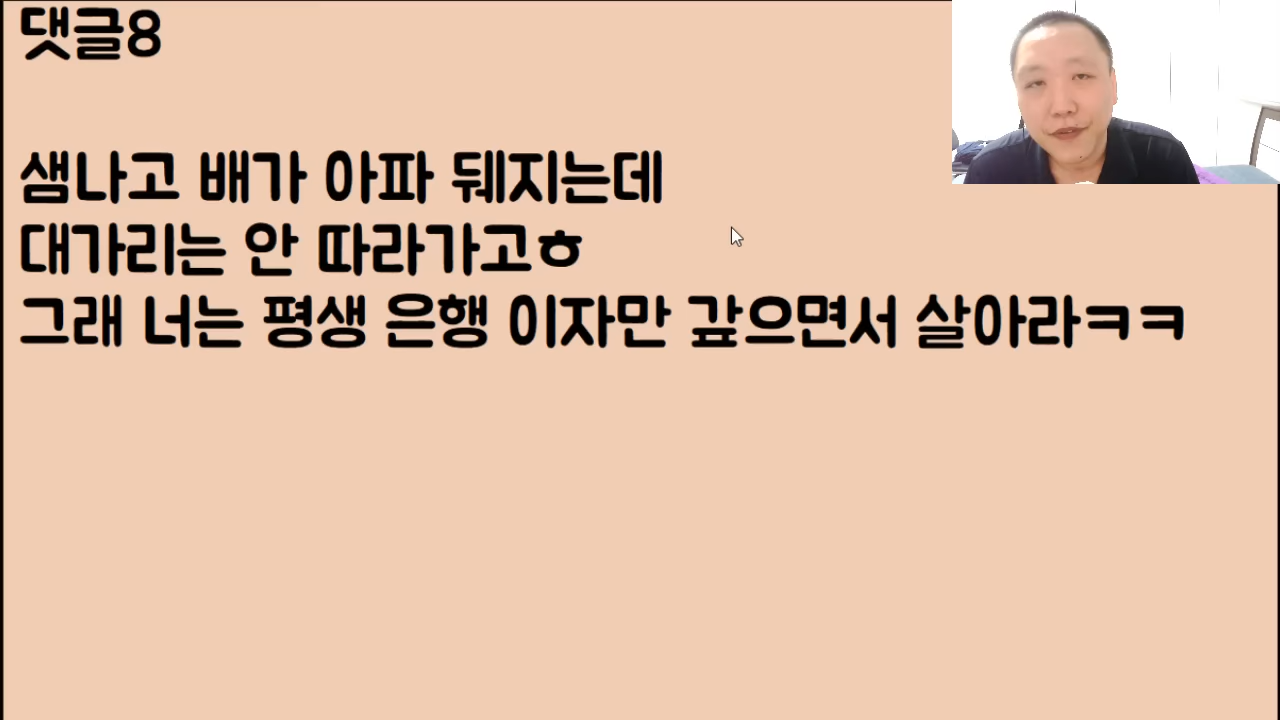 댓글8
샘나고 배가 아파 뒈지는데
대가리는 안 따라가고ㅎ
그래 너는 평생 은행 이자만 갚으면서 살아라ㅋㅋ